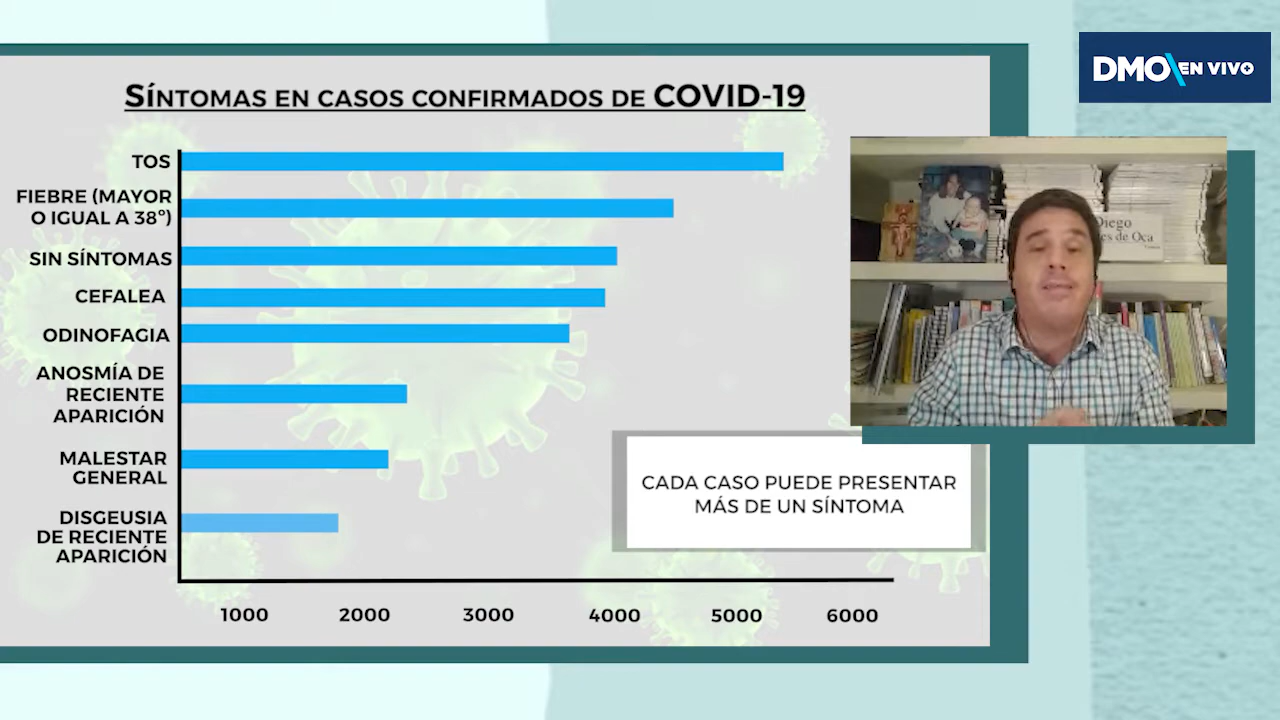 DMO\EN VIVO
SÍNTOMAS EN CASOS CONFIRMADOS DE COVID-19
TOS
FIEBRE (MAYOR
O IGUAL A 38º)
SIN SÍNTOMAS
CEFALEA
ODINOFAGIA
ANOSMÍA DE
RECIENTE
APARICIÓN
MALESTAR
GENERAL
DISGEUSIA
DE RECIENTE
APARICIÓN
1000 2000 3000 4000 5000 6000
CADA CASO PUEDE PRESENTAR
MÁS DE UN SÍNTOMA
Diego
de Oca